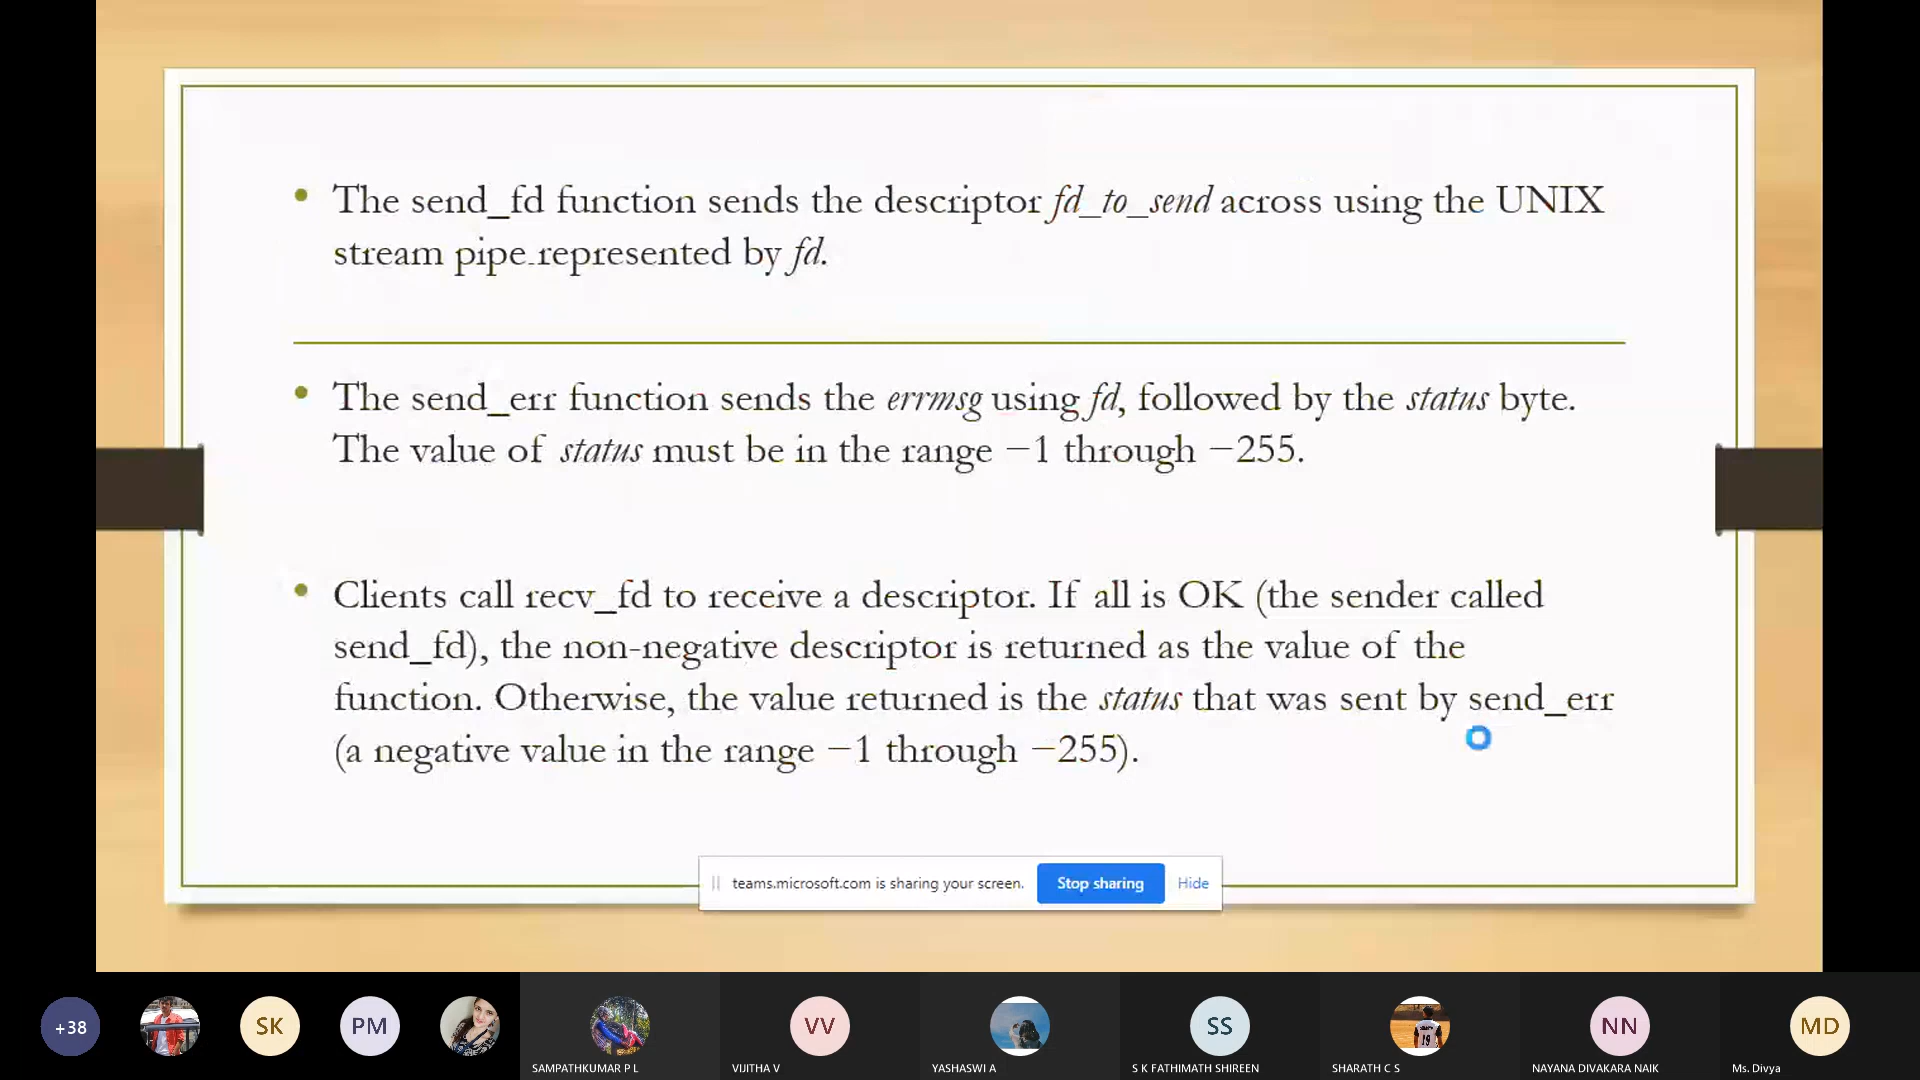 • The send_fd function sends the descriptor fd_to_send across using the UNIX
stream pipe represented by fd.
• The send_err function sends the errmsg using fd, followed by the status byte.
The value of status must be in the range −1 through −255.
• Clients call recv_fd to receive a descriptor. If all is OK (the sender called
send_fd), the non-negative descriptor is returned as the value of the
function. Otherwise, the value returned is the status that was sent by send_err
(a negative value in the range −1 through −255).
teams.microsoft.com is sharing your screen. Stop sharing Hide
+38 SK PM VV SS NN MD
19
SAMPATHKUMAR P L VIJITHA V YASHASWI A S K FATHIMATH SHIREEN SHARATH C S NAYANA DIVAKARA NAIK Ms. Divya